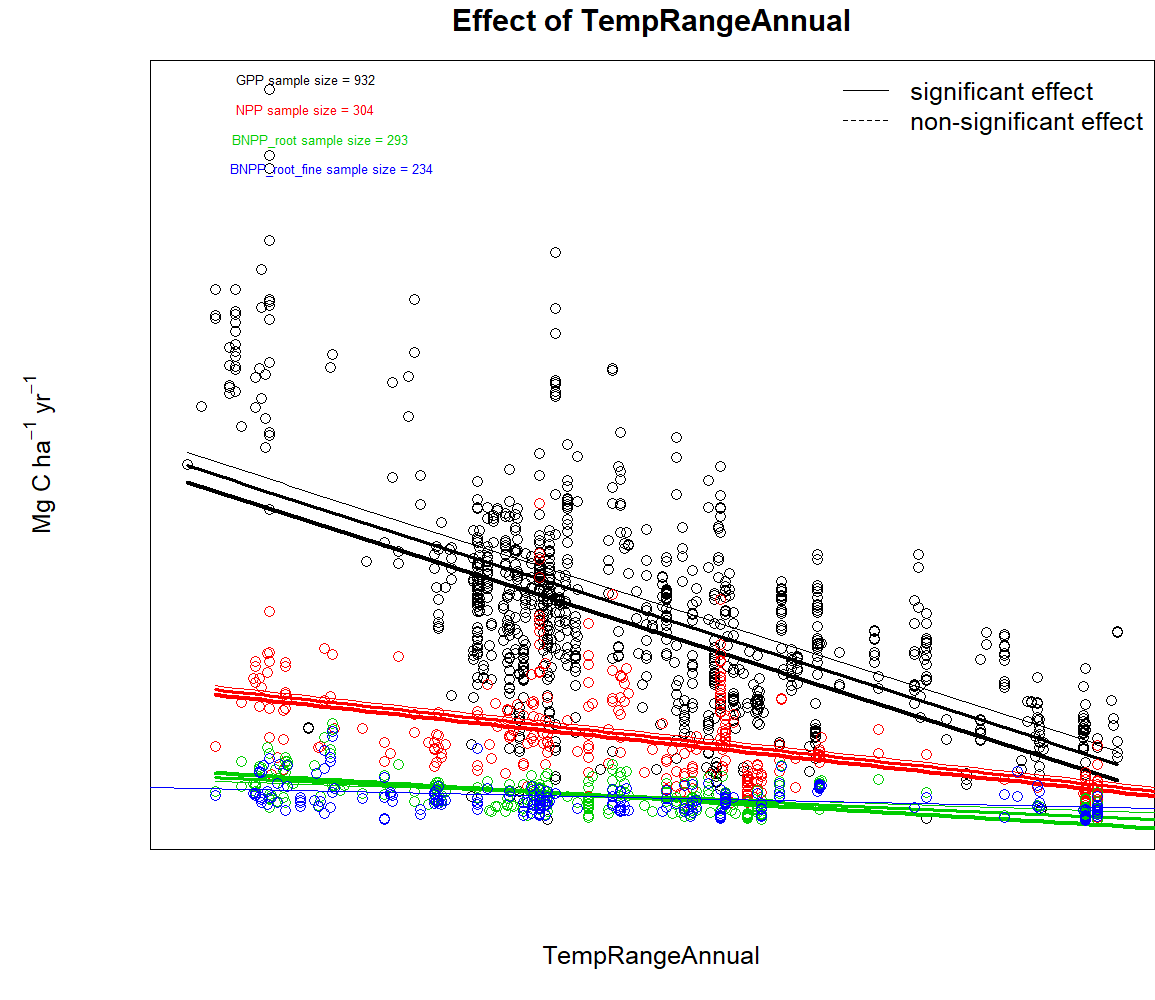 Effect of TempRangeAnnual
GPP sample size = 932
NPP sample size = 304
BNPP_root sample size = 293
BNPP_root_fine sample size = 234
significant effect
non-significant effect
Mg C ha⁻¹ yr⁻¹
TempRangeAnnual